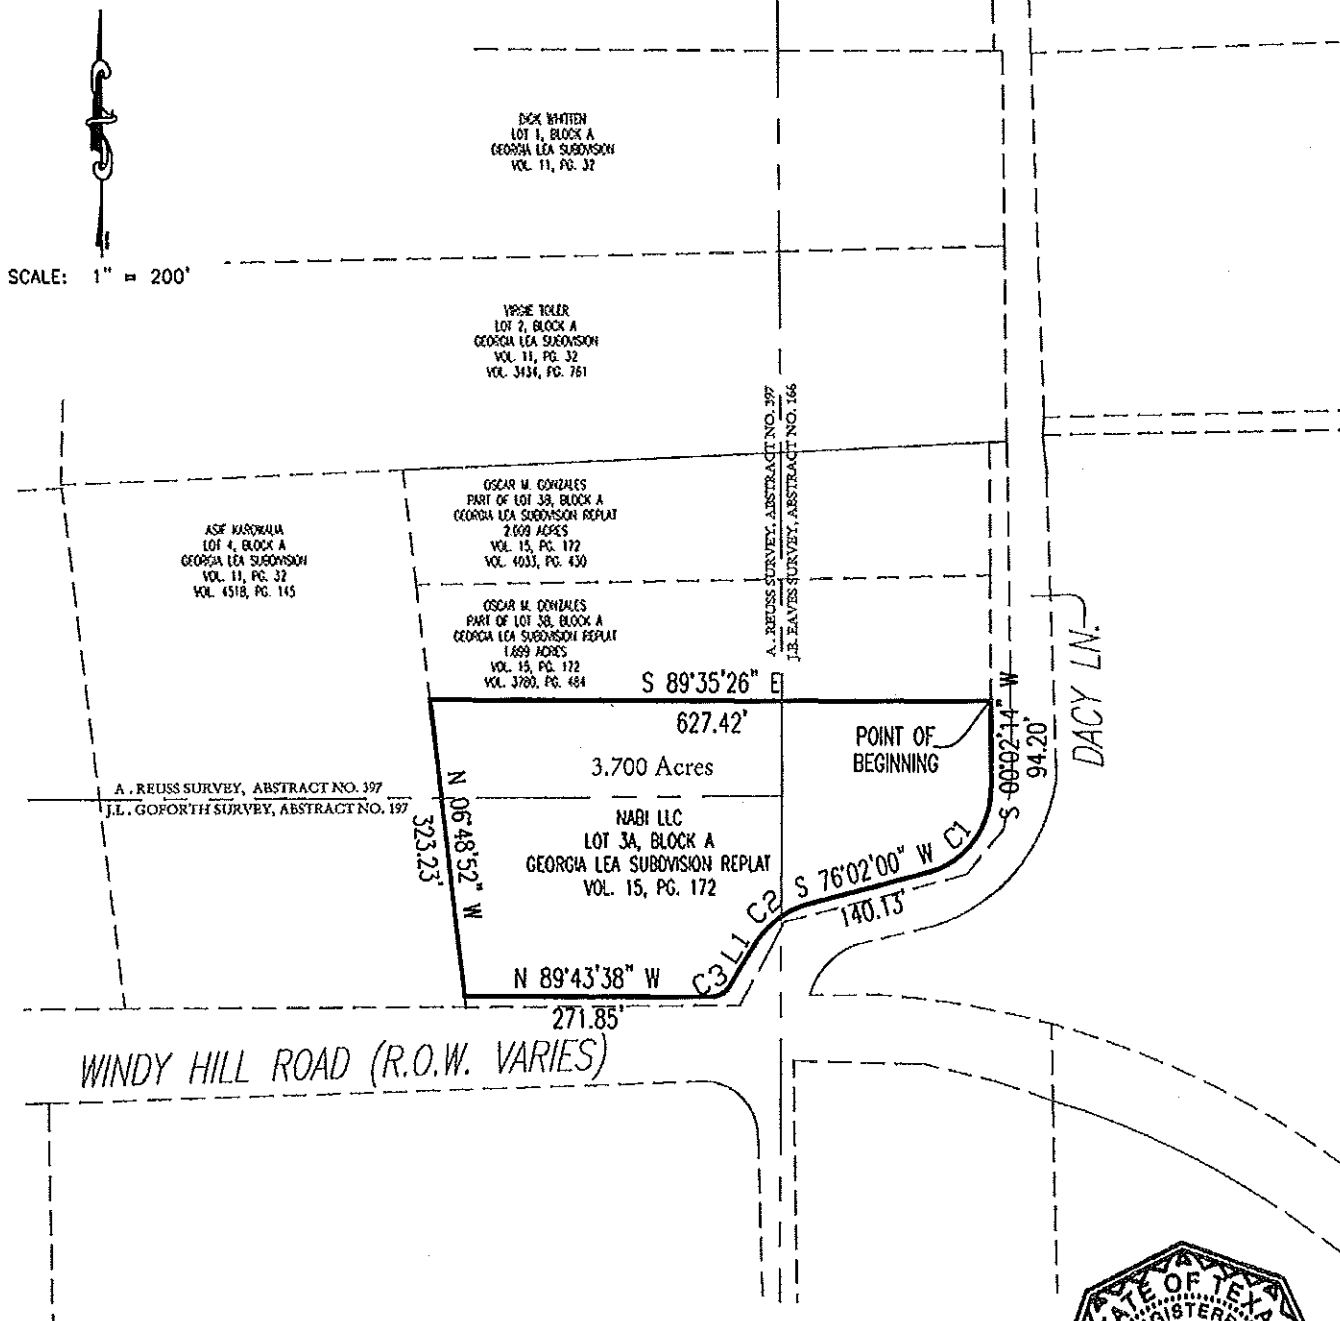 SCALE: 1" = 200'
DICK WHITTEN
LOT 1, BLOCK A
GEORGIA LEA SUBDIVISION
VOL. 11, PG. 32
TOLER
LOT 2, BLOCK A
GEORGIA LEA SUBDIVISION
VOL. 11, PG. 32
VOL. 3434, PG. 761
A. REUSS SURVEY, ABSTRACT NO. 397
J.B. EAVES SURVEY, ABSTRACT NO. 166
OSCAR M. GONZALES
PART OF LOT 3B, BLOCK A
GEORGIA LEA SUBDIVISION REPLAT
2.009 ACRES
VOL. 15, PG. 172
VOL. 4033, PG. 430
ASIF KAROWALIA
LOT 4, BLOCK A
GEORGIA LEA SUBDIVISION
VOL. 11, PG. 32
VOL. 4518, PG. 145
OSCAR M. GONZALES
PART OF LOT 3B, BLOCK A
GEORGIA LEA SUBDIVISION REPLAT
1.899 ACRES
VOL. 15, PG. 172
VOL. 3780, PG. 484
DACY LN.
S 89°35'26" E
627.42'
S 00°02'14" W
94.20'
POINT OF
BEGINNING
3.700 Acres
A. REUSS SURVEY, ABSTRACT NO. 397
J.L. GOFORTH SURVEY, ABSTRACT NO. 197
N 06°48'52" W
323.23'
NABI LLC
LOT 3A, BLOCK A
GEORGIA LEA SUBDIVISION REPLAT
VOL. 15, PG. 172
C1
S 76°02'00" W
140.13'
C2
L1
C3
N 89°43'38" W
271.85'
WINDY HILL ROAD (R.O.W. VARIES)
STATE OF TEXA
GISTERE